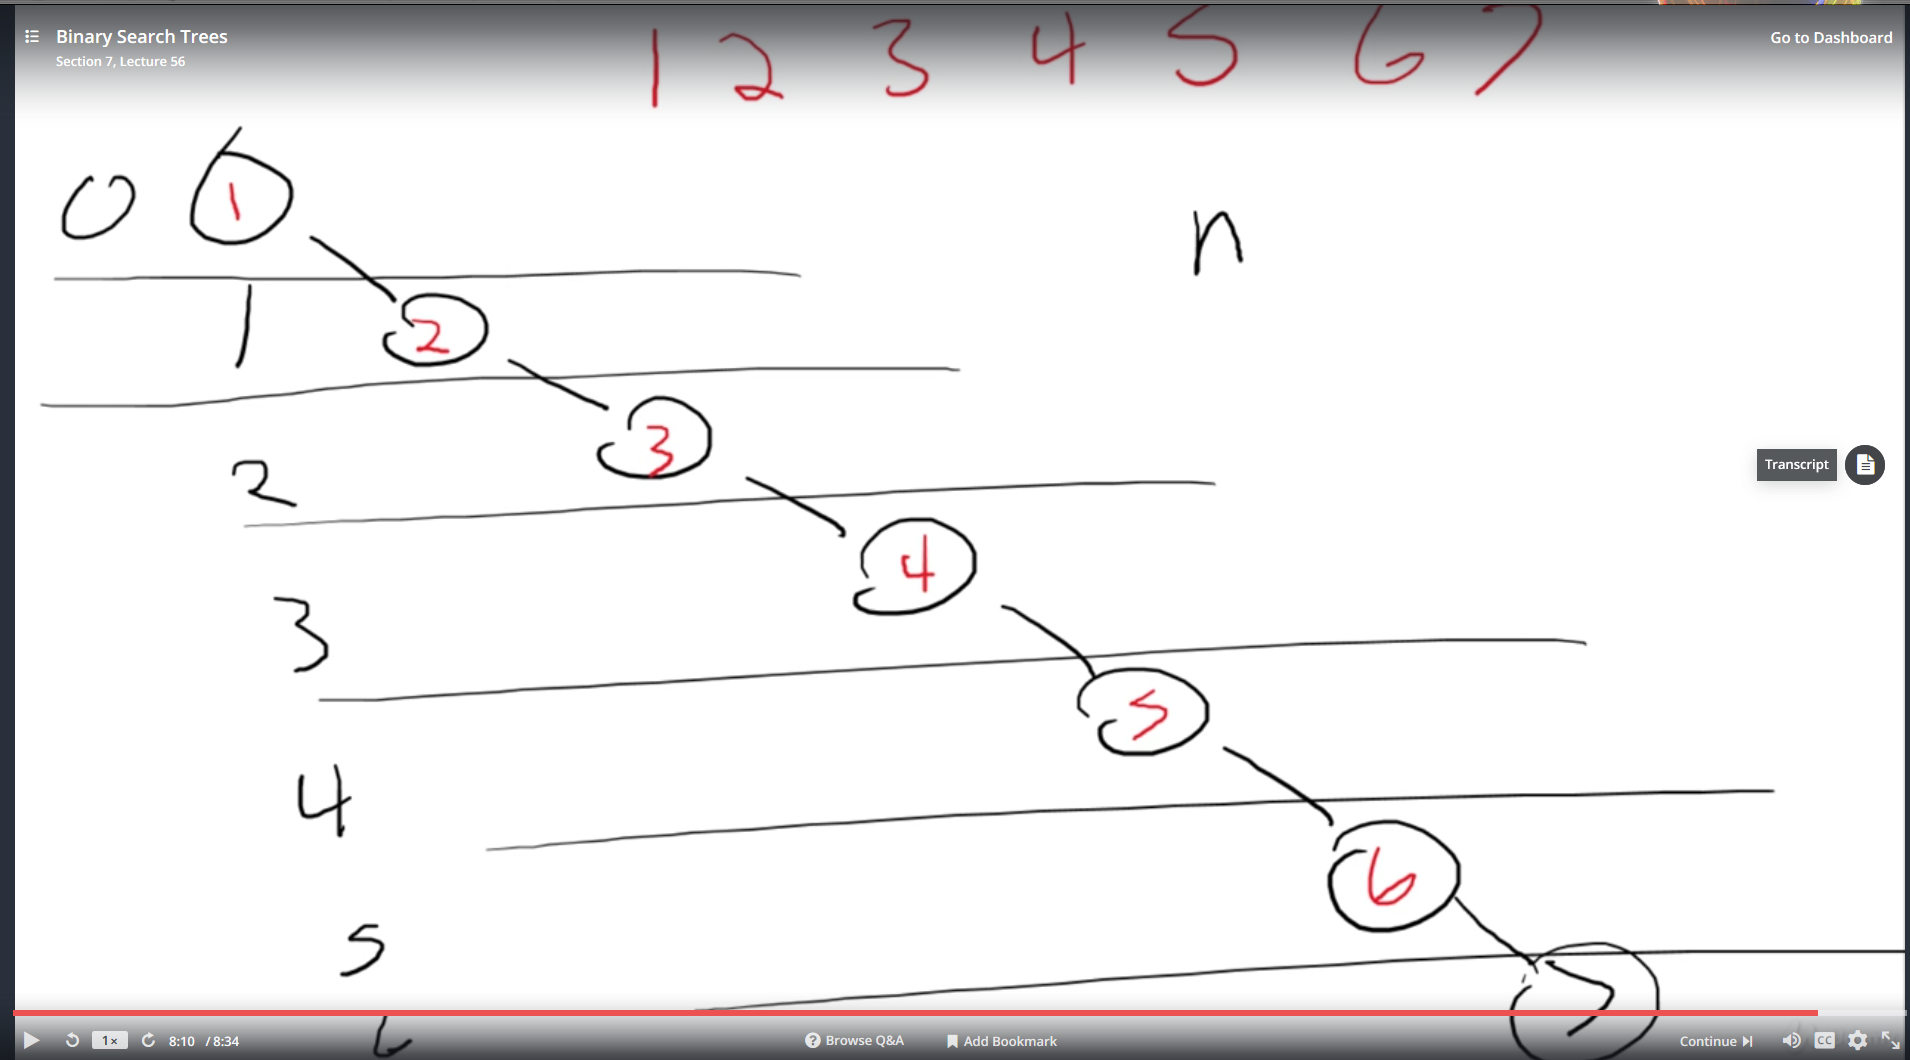 Binary Search Trees
Section 7, Lecture 56
Go to Dashboard
1 2 3 4 5 6 7
0 1
n
1 2
3
2
4
3
5
4
6
5
7
6
Transcript
1x
8:10 / 8:34
? Browse Q&A
Add Bookmark
Continue
CC